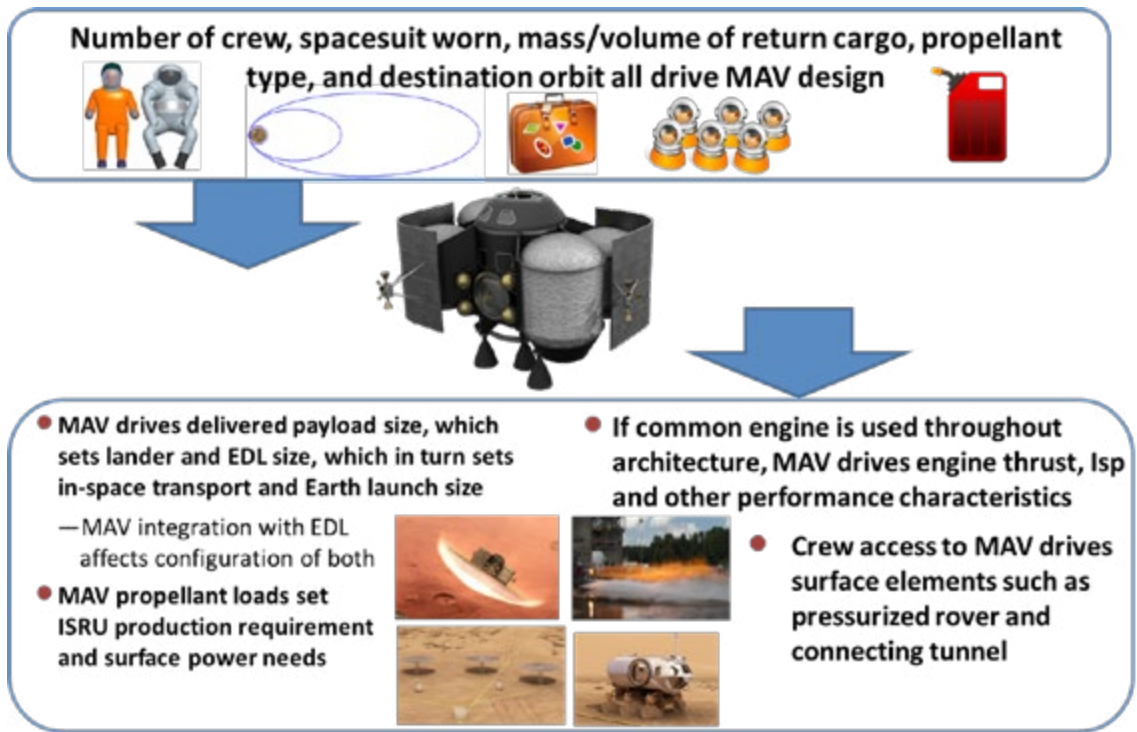 Number of crew, spacesuit worn, mass/volume of return cargo, propellant
type, and destination orbit all drive MAV design
MAV drives delivered payload size, which
sets lander and EDL size, which in turn sets
in-space transport and Earth launch size
—MAV integration with EDL
affects configuration of both
MAV propellant loads set
ISRU production requirement
and surface power needs
If common engine is used throughout
architecture, MAV drives engine thrust, Isp
and other performance characteristics
Crew access to MAV drives
surface elements such as
pressurized rover and
connecting tunnel